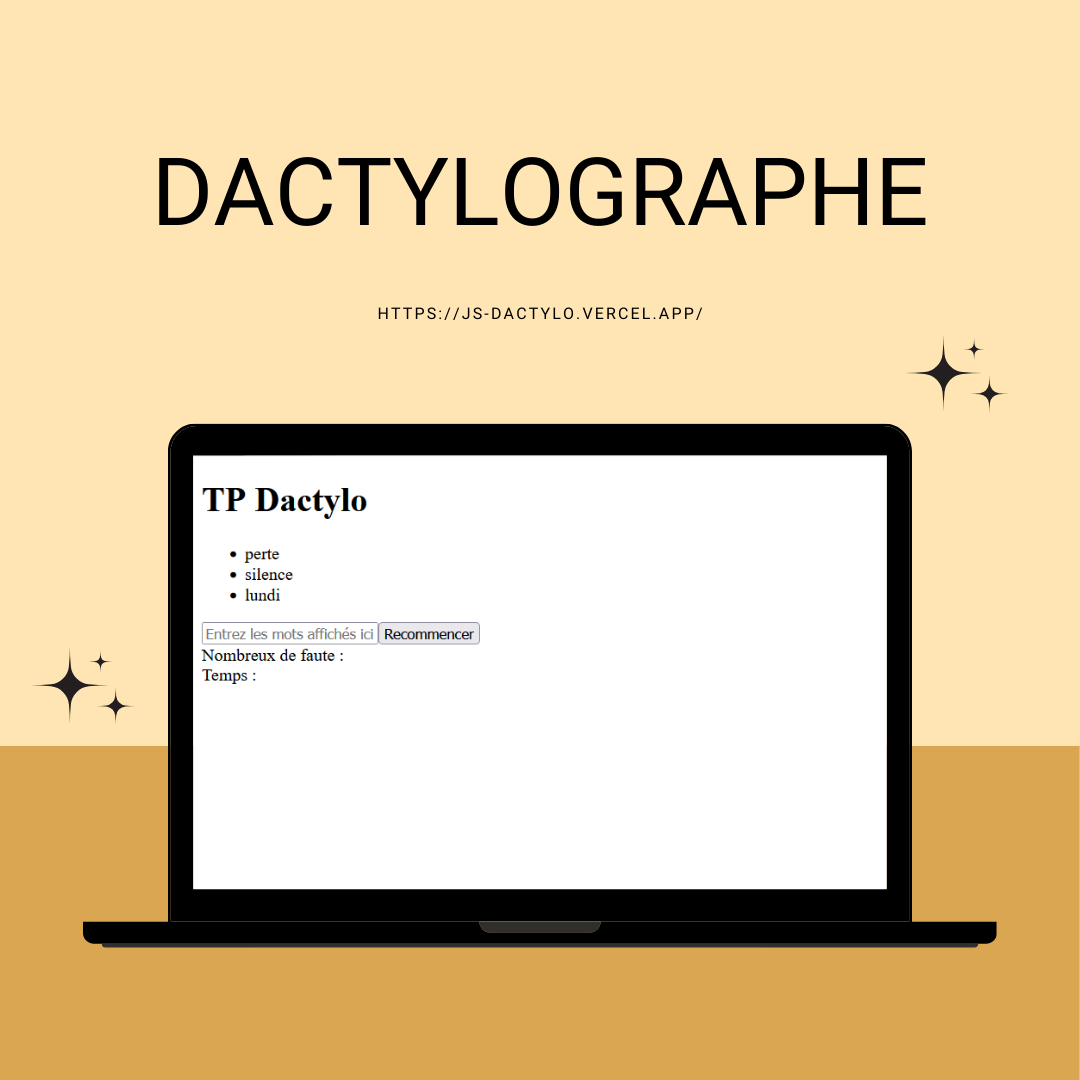 DACTYLOGRAPHE
HTTPS://JS-DACTYLO.VERCEL.APP/
TP Dactylo
• perte
• silence
• lundi
Entrez les mots affichés ici Recommencer
Nombreux de faute :
Temps :